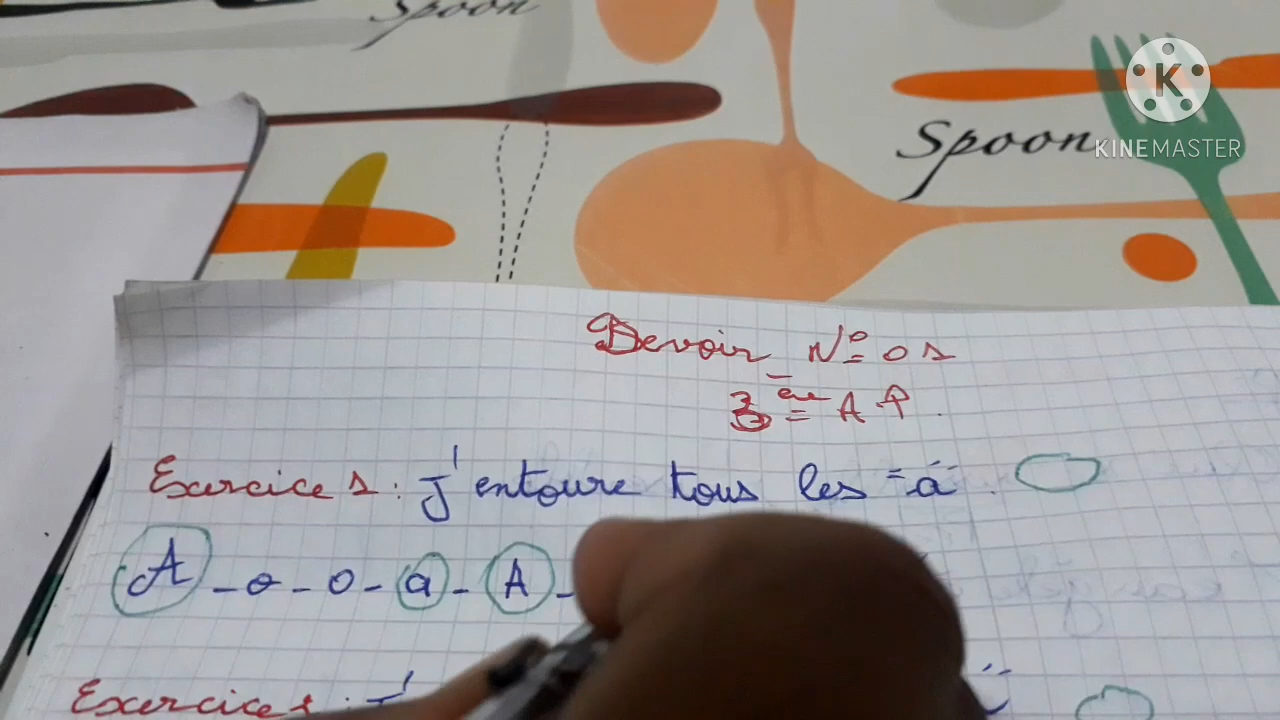 Spoon
K
Spoon
KINEMASTER
Devoir N° 01
3ème AP.
Exercice 1 : j'entoure tous les "a".
A - o - o - a - A -
Exercice